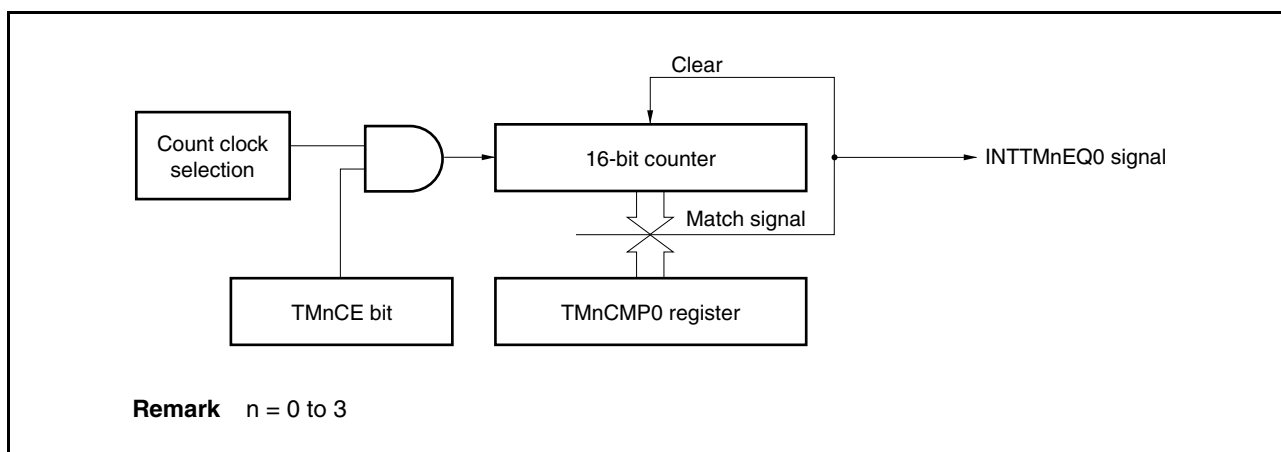 Clear
Count clock
selection
16-bit counter
INTTMnEQ0 signal
Match signal
TMnCE bit
TMnCMP0 register
Remark n = 0 to 3